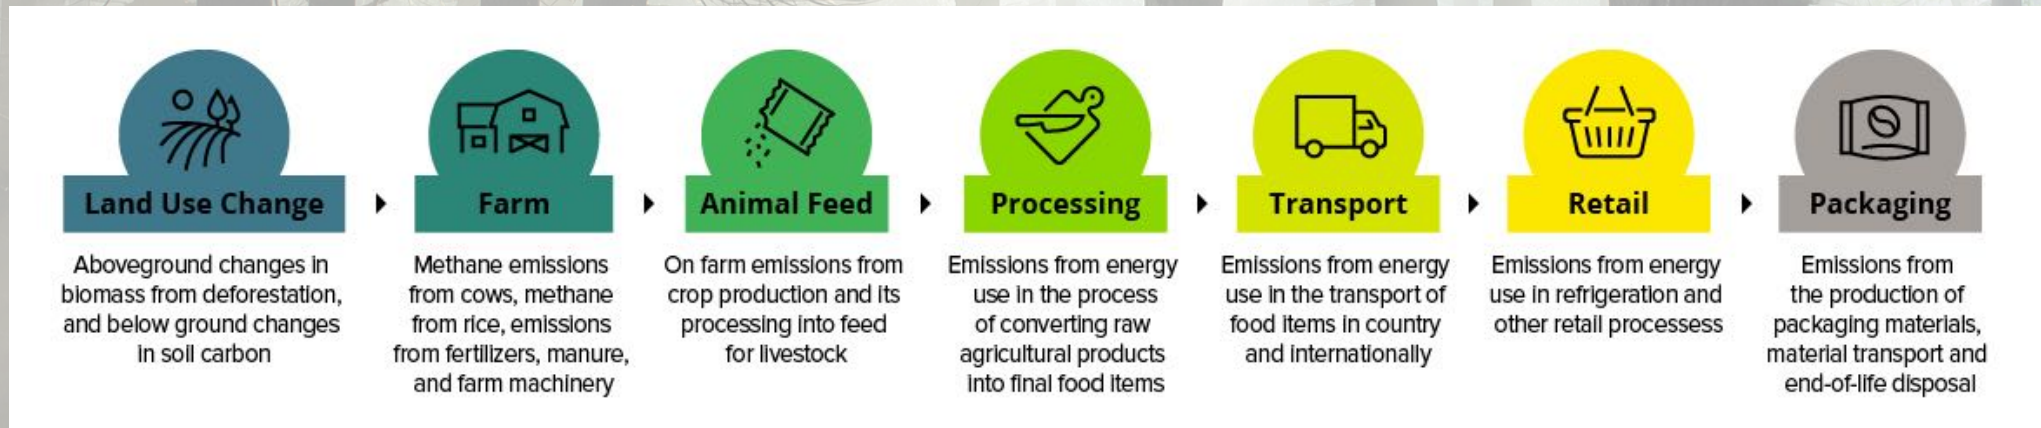 Land Use Change
Aboveground changes in
biomass from deforestation,
and below ground changes
in soil carbon
Farm
Methane emissions
from cows, methane
from rice, emissions
from fertilizers, manure,
and farm machinery
Animal Feed
On farm emissions from
crop production and its
processing into feed
for livestock
Processing
Emissions from energy
use in the process
of converting raw
agricultural products
into final food items
Transport
Emissions from energy
use in the transport of
food items in country
and internationally
Retail
Emissions from energy
use in refrigeration and
other retail processess
Packaging
Emissions from
the production of
packaging materials,
material transport and
end-of-life disposal